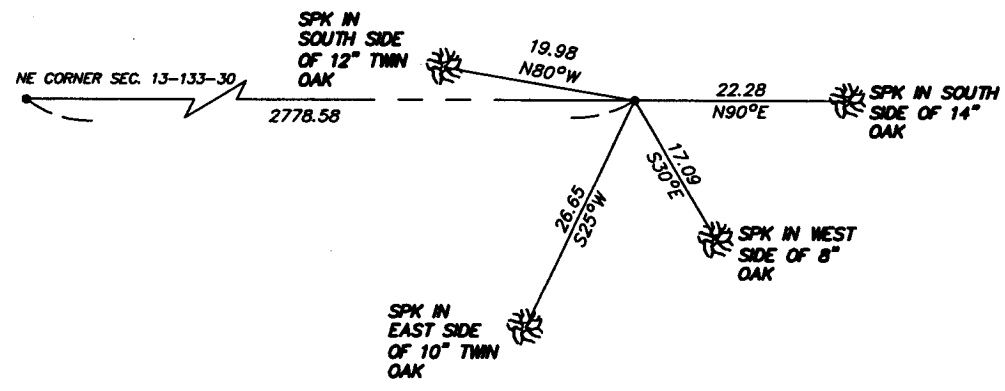 SPK IN
SOUTH SIDE
OF 12" TWIN
OAK
19.98
N80°W
NE CORNER SEC. 13-133-30
2778.58
22.28
N90°E
SPK IN SOUTH
SIDE OF 14"
OAK
17.09
S30°E
26.65
S25°W
SPK IN WEST
SIDE OF 8"
OAK
SPK IN
EAST SIDE
OF 10" TWIN
OAK